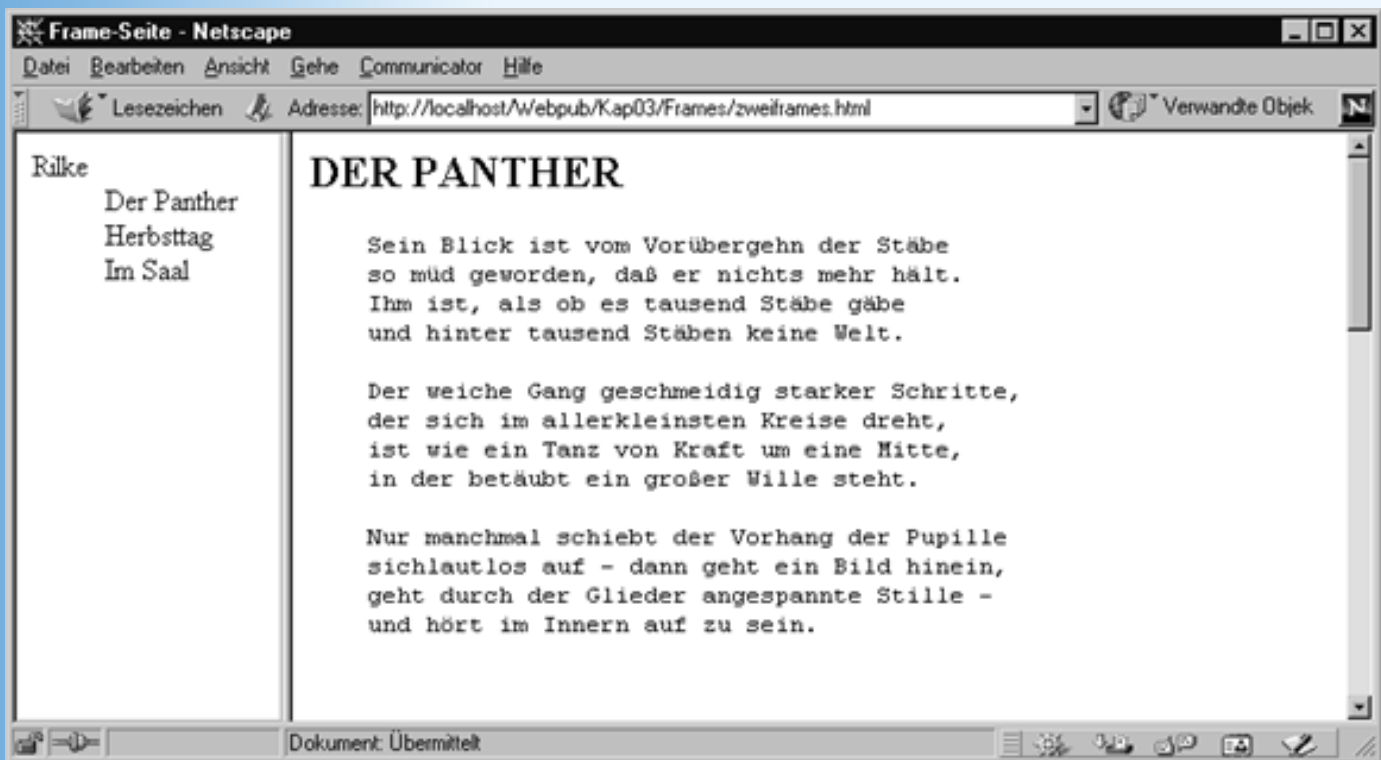 Frame-Seite - Netscape
Datei Bearbeiten Ansicht Gehe Communicator Hilfe
Lesezeichen Adresse: http://localhost/Webpub/Kap03/Frames/zweiframes.html Verwandte Objek N
Rilke
Der Panther
Herbsttag
Im Saal
DER PANTHER
Sein Blick ist vom Vorübergehn der Stäbe
so müd geworden, daß er nichts mehr hält.
Ihm ist, als ob es tausend Stäbe gäbe
und hinter tausend Stäben keine Welt.
Der weiche Gang geschmeidig starker Schritte,
der sich im allerkleinsten Kreise dreht,
ist wie ein Tanz von Kraft um eine Mitte,
in der betäubt ein großer Wille steht.
Nur manchmal schiebt der Vorhang der Pupille
sichlautlos auf - dann geht ein Bild hinein,
geht durch der Glieder angespannte Stille -
und hört im Innern auf zu sein.
Dokument: Übermittelt